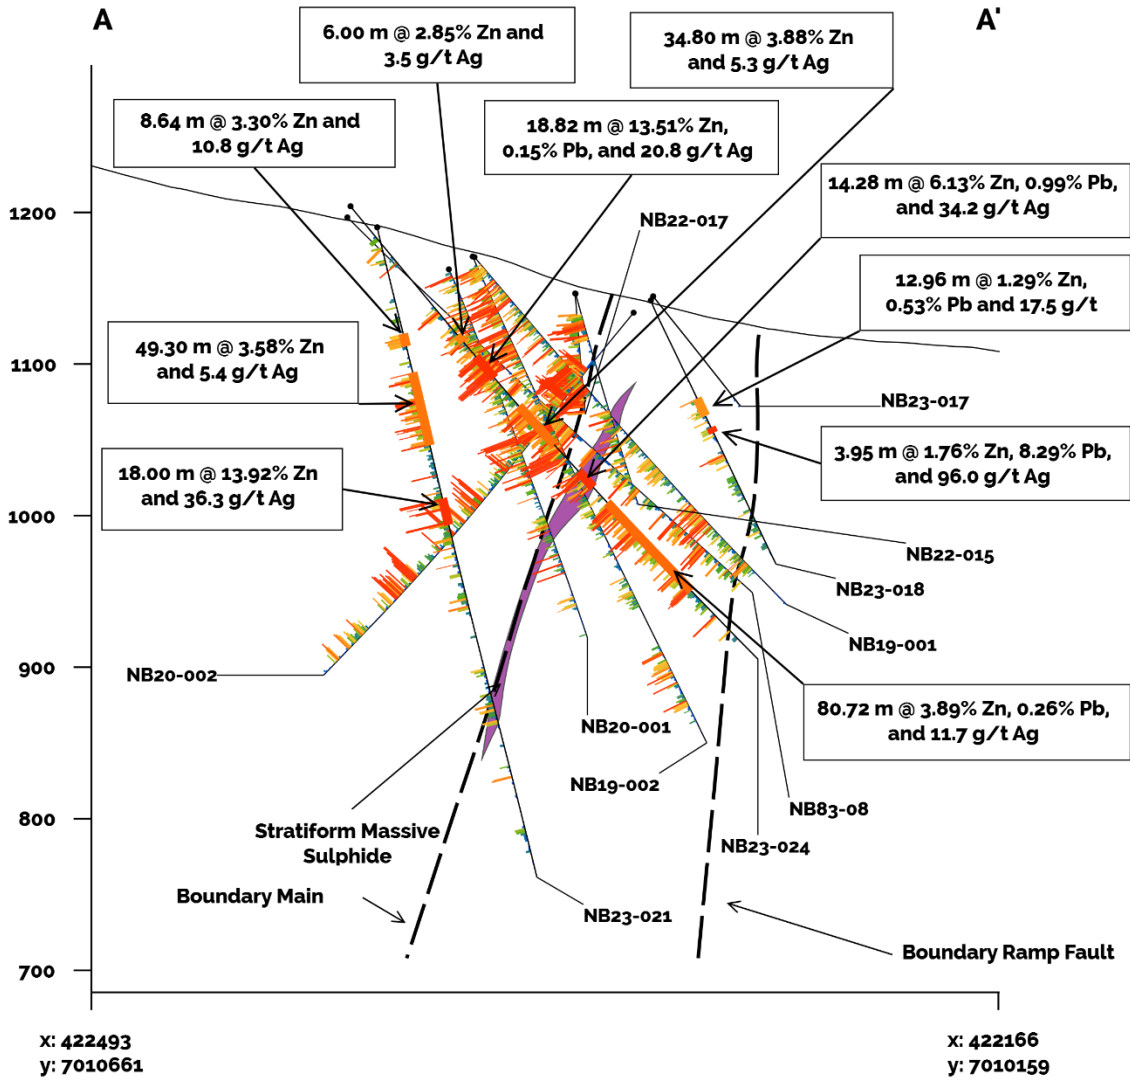 A
A'
6.00 m @ 2.85% Zn and
3.5 g/t Ag
34.80 m @ 3.88% Zn
and 5.3 g/t Ag
8.64 m @ 3.30% Zn and
10.8 g/t Ag
18.82 m @ 13.51% Zn,
0.15% Pb, and 20.8 g/t Ag
14.28 m @ 6.13% Zn, 0.99% Pb,
and 34.2 g/t Ag
1200
NB22-017
12.96 m @ 1.29% Zn,
0.53% Pb and 17.5 g/t
49.30 m @ 3.58% Zn
and 5.4 g/t Ag
1100
NB23-017
3.95 m @ 1.76% Zn, 8.29% Pb,
and 96.0 g/t Ag
18.00 m @ 13.92% Zn
and 36.3 g/t Ag
1000
NB22-015
NB23-018
NB19-001
900
NB20-002
80.72 m @ 3.89% Zn, 0.26% Pb,
and 11.7 g/t Ag
NB20-001
NB19-002
NB83-08
800
Stratiform Massive
Sulphide
NB23-024
Boundary Main
NB23-021
Boundary Ramp Fault
700
x: 422493
y: 7010661
x: 422166
y: 7010159